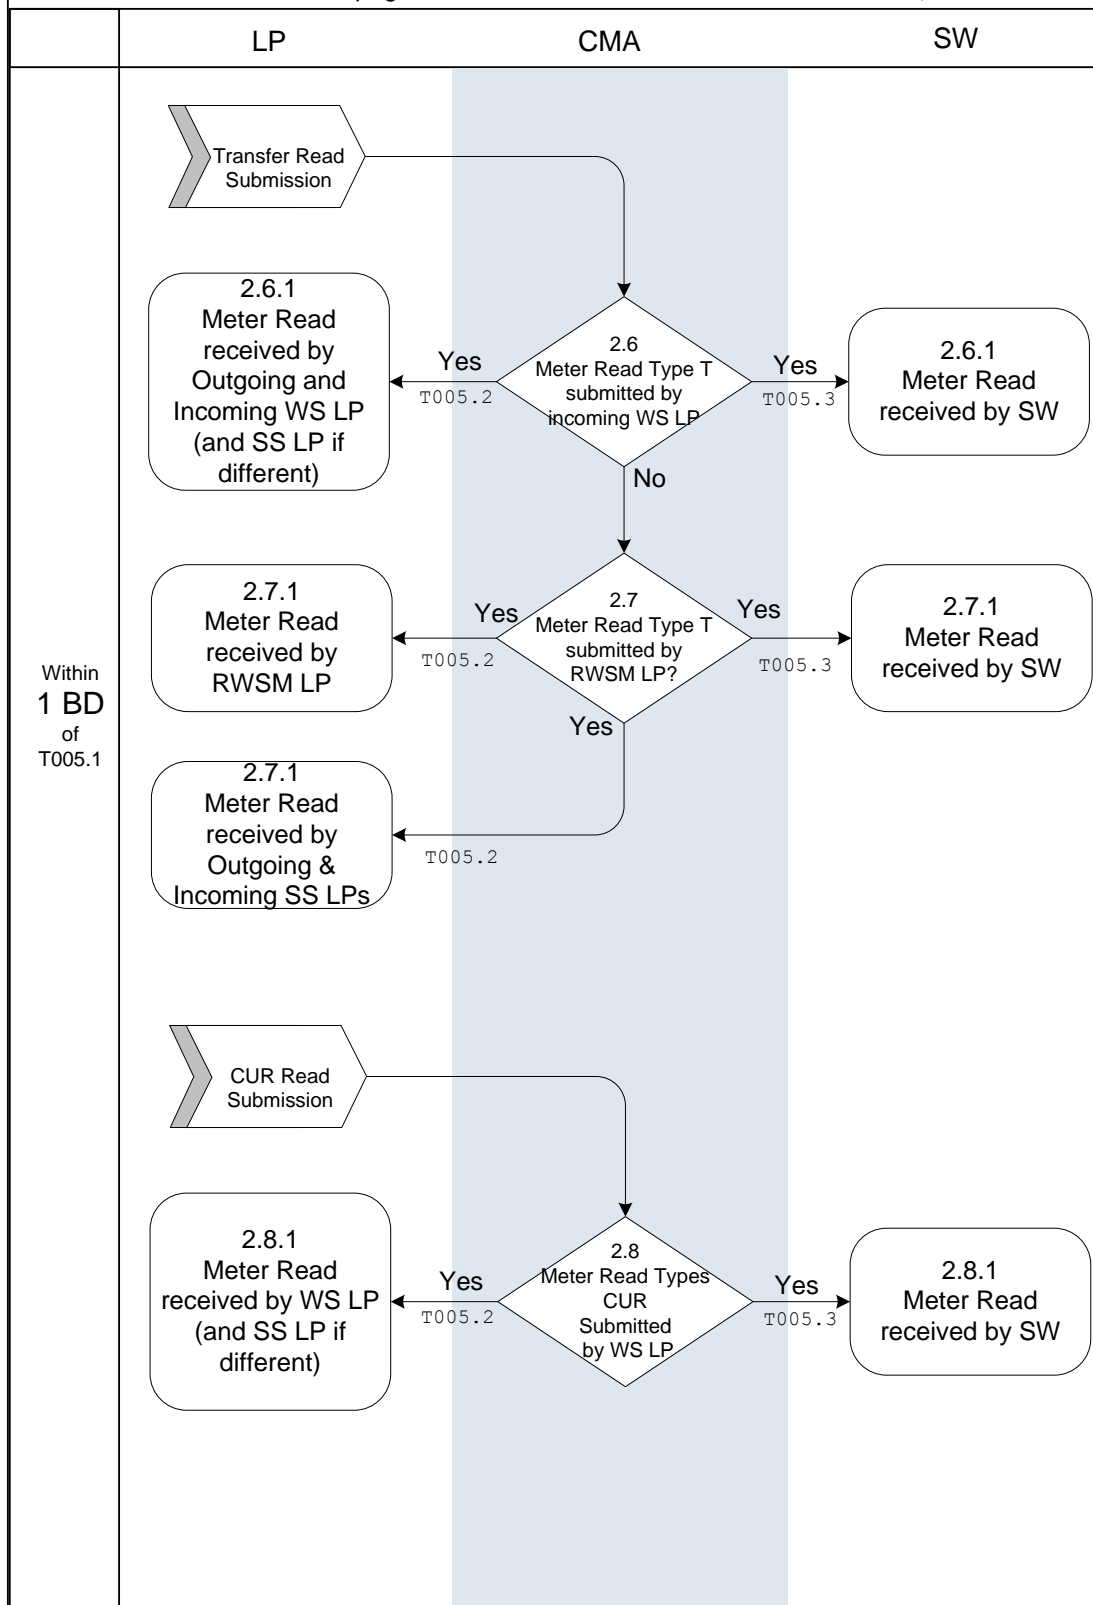 LP
CMA
SW
Transfer Read
Submission
2.6.1
Meter Read
received by
Outgoing and
Incoming WS LP
(and SS LP if
different)
Yes
T005.2
2.6
Meter Read Type T
submitted by
incoming WS LP
Yes
T005.3
2.6.1
Meter Read
received by SW
No
2.7.1
Meter Read
received by
RWSM LP
Yes
T005.2
2.7
Meter Read Type T
submitted by
RWSM LP?
Yes
T005.3
2.7.1
Meter Read
received by SW
Within
1 BD
of
T005.1
Yes
2.7.1
Meter Read
received by
Outgoing &
Incoming SS LPs
T005.2
CUR Read
Submission
2.8.1
Meter Read
received by WS LP
(and SS LP if
different)
Yes
T005.2
2.8
Meter Read Types
CUR
Submitted
by WS LP
Yes
T005.3
2.8.1
Meter Read
received by SW